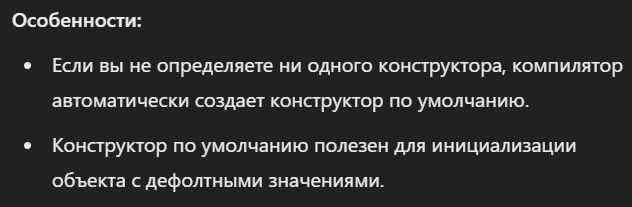 Особенности:
• Если вы не определяете ни одного конструктора, компилятор
автоматически создает конструктор по умолчанию.
• Конструктор по умолчанию полезен для инициализации
объекта с дефолтными значениями.